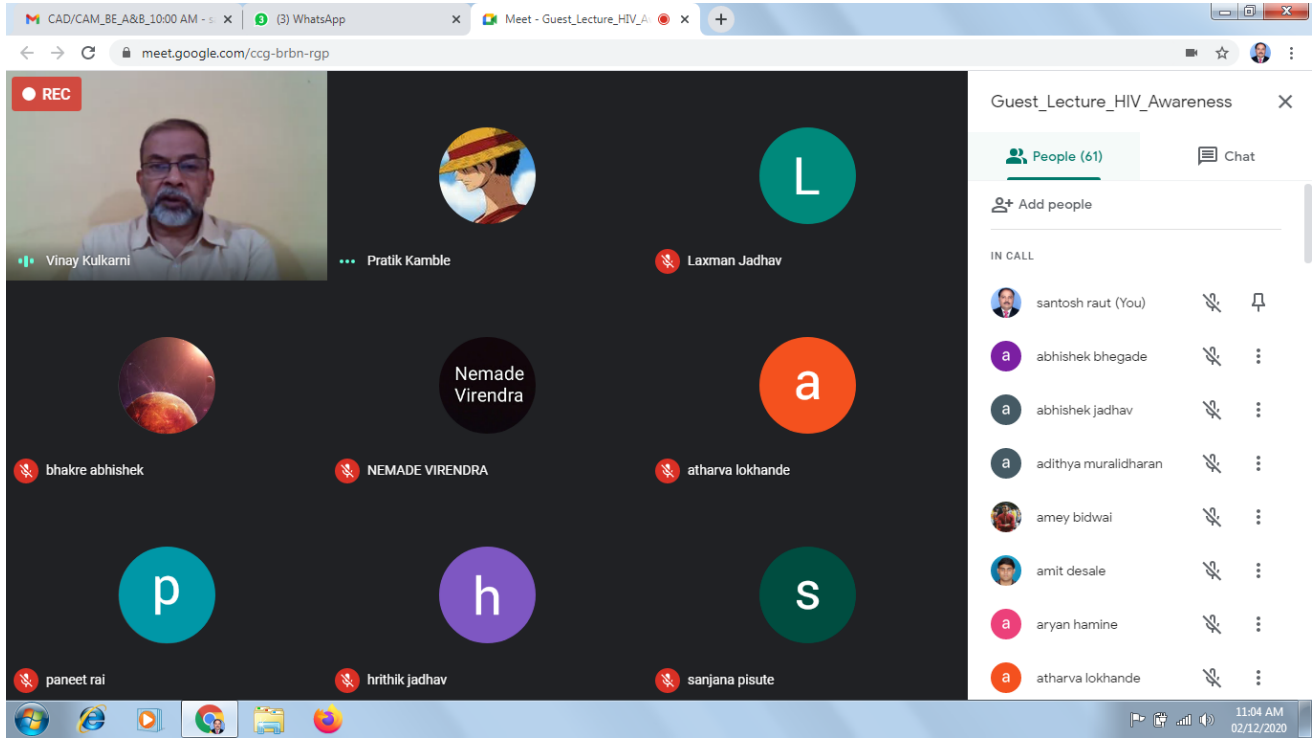 CAD/CAM_BE_A&B_10:00 AM - s
(3) WhatsApp
Meet - Guest_Lecture_HIV_A
meet.google.com/ccg-brbn-rgp
REC
Vinay Kulkarni
Pratik Kamble
L
Laxman Jadhav
bhakre abhishek
Nemade
Virendra
NEMADE VIRENDRA
a
atharva lokhande
p
paneet rai
h
hrithik jadhav
s
sanjana pisute
Guest_Lecture_HIV_Awareness
People (61)
Chat
Add people
IN CALL
santosh raut (You)
a abhishek bhegade
a abhishek jadhav
a adithya muralidharan
amey bidwai
amit desale
a aryan hamine
a atharva lokhande
11:04 AM
02/12/2020